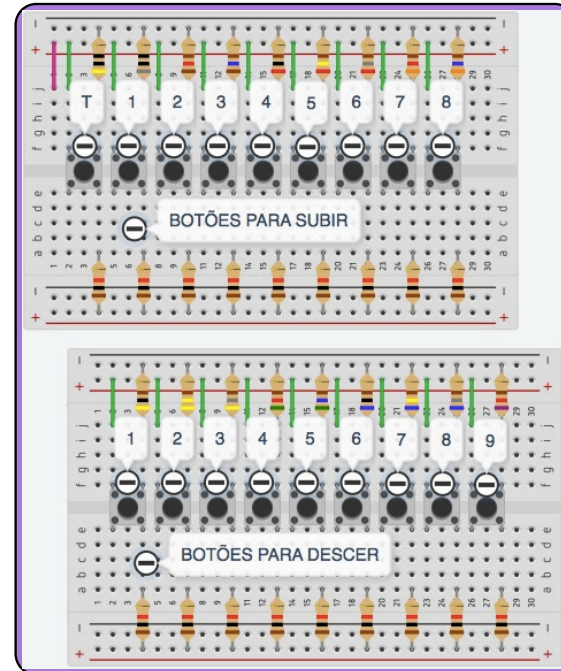 T 1 2 3 4 5 6 7 8
BOTÕES PARA SUBIR
1 2 3 4 5 6 7 8 9
BOTÕES PARA DESCER